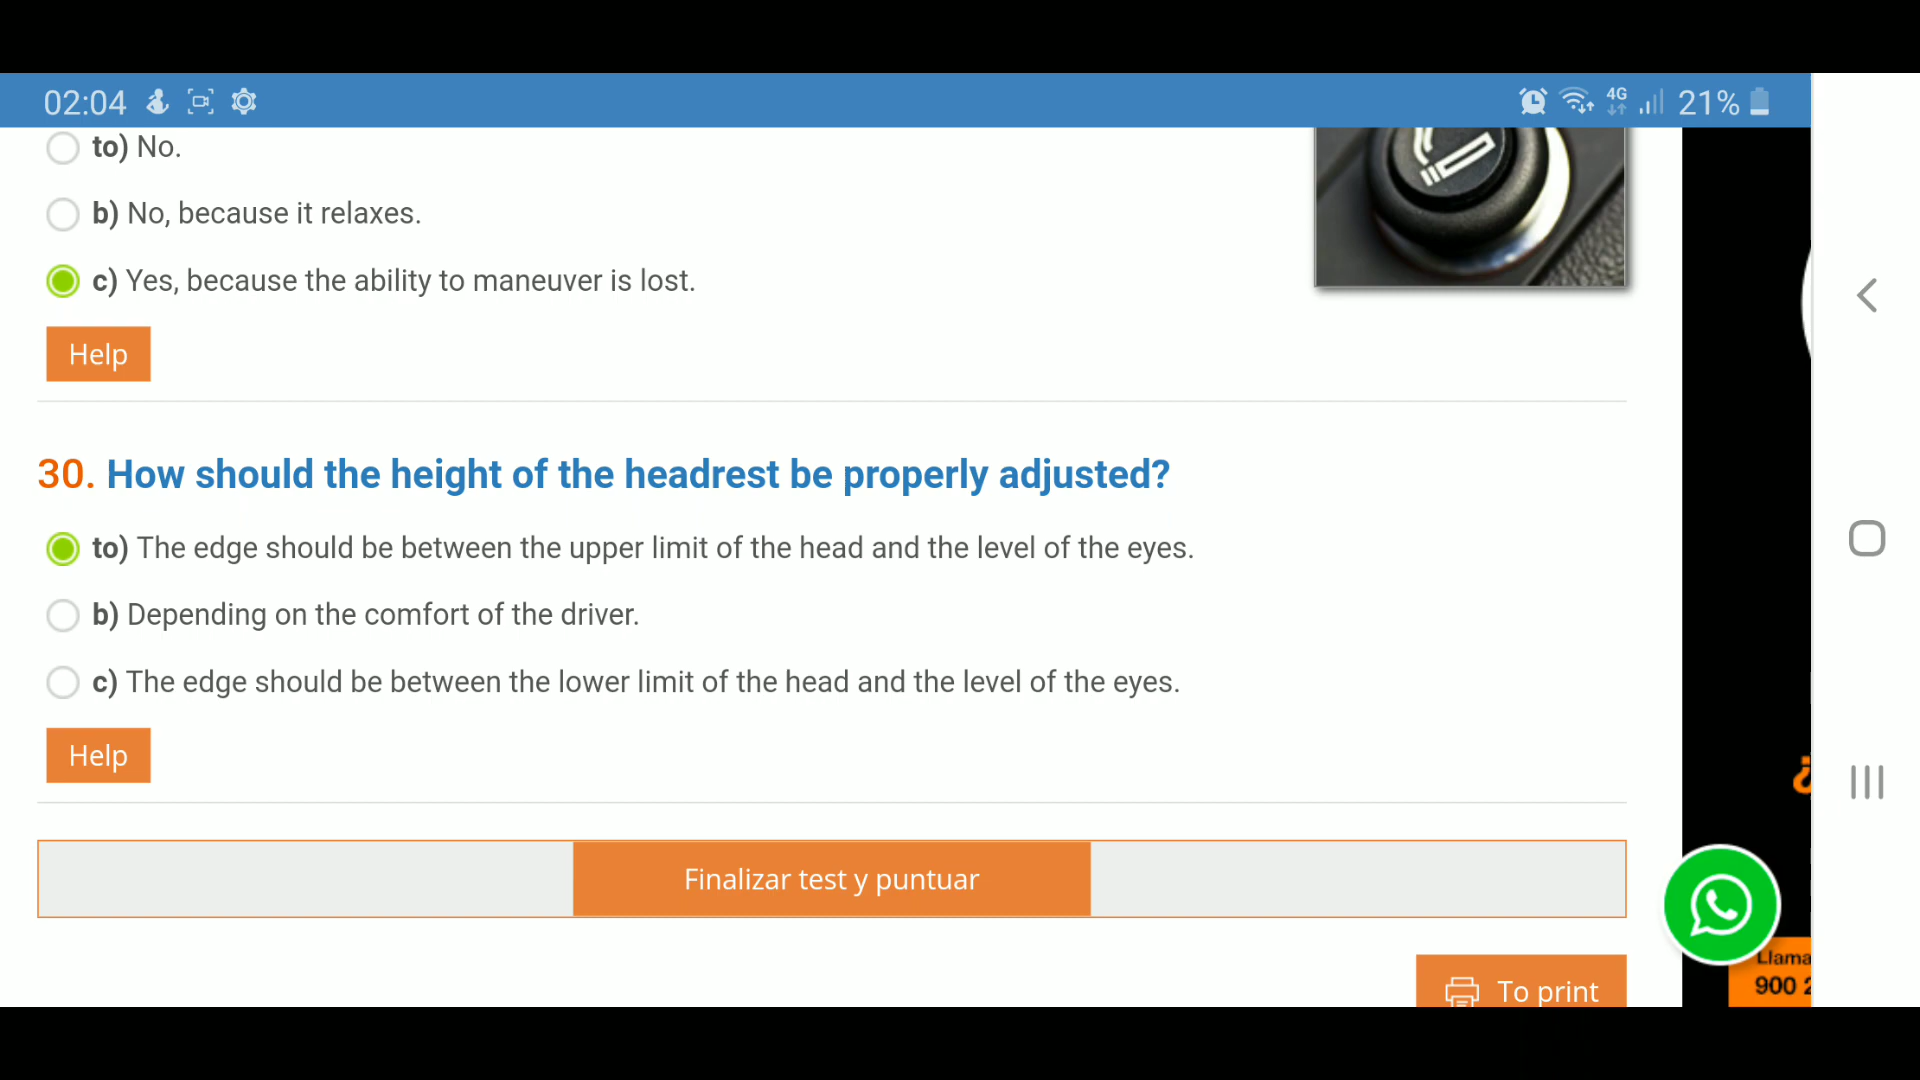 02:04
4G
21%
to) No.
b) No, because it relaxes.
c) Yes, because the ability to maneuver is lost.
Help
30. How should the height of the headrest be properly adjusted?
to) The edge should be between the upper limit of the head and the level of the eyes.
b) Depending on the comfort of the driver.
c) The edge should be between the lower limit of the head and the level of the eyes.
Help
¿
Finalizar test y puntuar
Llama
900 2
To print